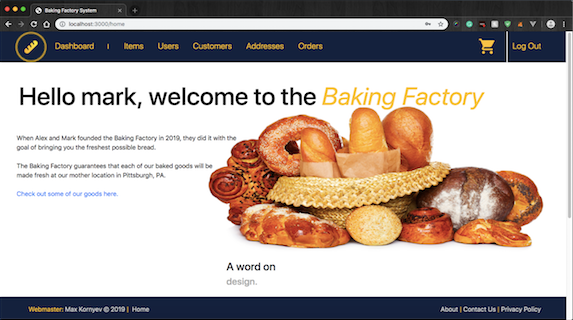 Baking Factory System
localhost:3000/home
Dashboard | Items Users Customers Addresses Orders Log Out
Hello mark, welcome to the Baking Factory
When Alex and Mark founded the Baking Factory in 2019, they did it with the
goal of bringing you the freshest possible bread.
The Baking Factory guarantees that each of our baked goods will be
made fresh at our mother location in Pittsburgh, PA.
Check out some of our goods here.
A word on
design.
Webmaster: Max Kornyev © 2019 | Home
About | Contact Us | Privacy Policy